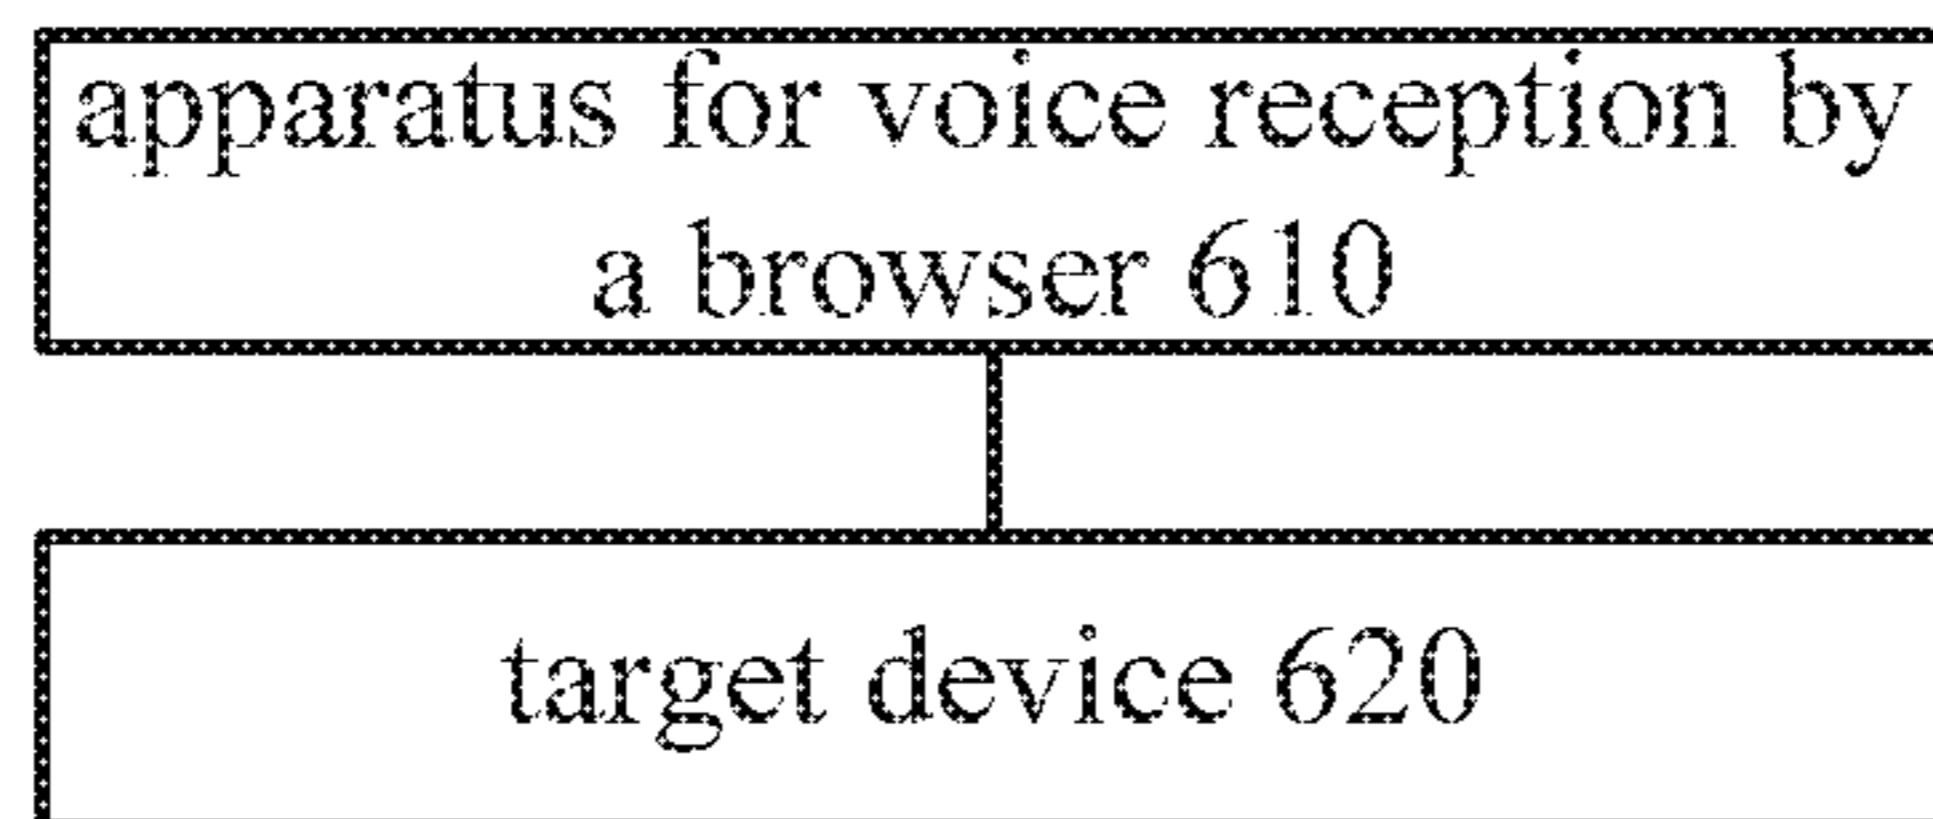 apparatus for voice reception by
a browser 610
target device 620